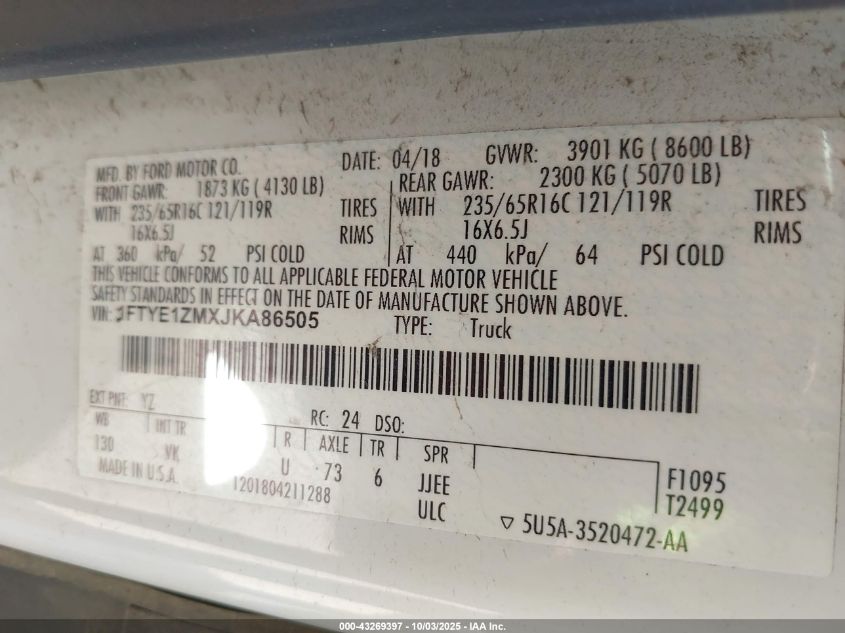 MFD. BY FORD MOTOR CO. DATE: 04/18 GVWR: 3901 KG ( 8600 LB)
FRONT GAWR: 1873 KG ( 4130 LB) REAR GAWR: 2300 KG ( 5070 LB)
WITH 235/65R16C 121/119R TIRES WITH 235/65R16C 121/119R TIRES
16X6.5J RIMS 16X6.5J RIMS
AT 360 kPa/ 52 PSI COLD AT 440 kPa/ 64 PSI COLD
THIS VEHICLE CONFORMS TO ALL APPLICABLE FEDERAL MOTOR VEHICLE
SAFETY STANDARDS IN EFFECT ON THE DATE OF MANUFACTURE SHOWN ABOVE.
VIN: 1FTYE1ZMXJKA86505 TYPE: Truck
EXT PNT: YZ RC: 24 DSO:
WB INT TR R AXLE TR SPR
130 VK U 73 6 JJEE F1095
MADE IN U.S.A. 1201804211288 ULC T2499
5U5A-3520472-AA
000-43269397 - 10/03/2025 - IAA Inc.